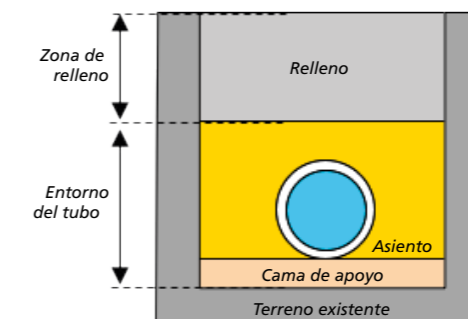 Zona de
relleno
Relleno
Entorno
del tubo
Asiento
Cama de apoyo
Terreno existente